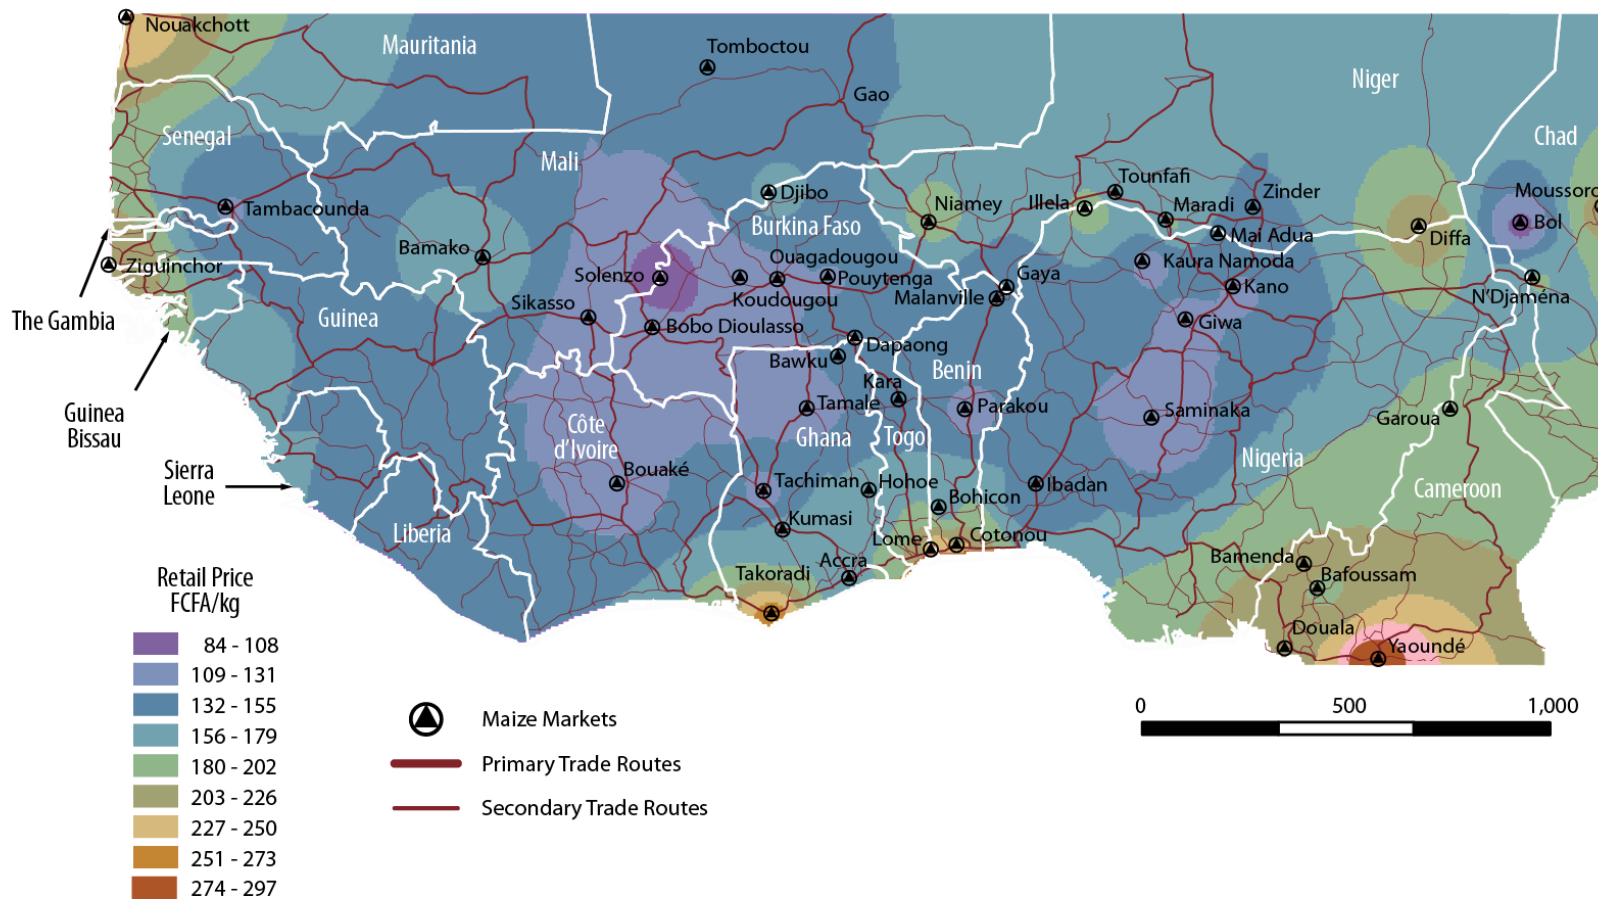 Nouakchott
Mauritania
Tomboctou
Gao
Niger
Chad
Senegal
Mali
Djibo
Tounfafi
Zinder
Moussoro
Tambacounda
Niamey
Illela
Maradi
Bol
Burkina Faso
Mai Adua
Diffa
Bamako
Ouagadougou
Kaura Namoda
Ziguinchor
Solenzo
Pouytenga
Gaya
Kano
N'Djaména
Koudougou
Malanville
Sikasso
The Gambia
Guinea
Bobo Dioulasso
Giwa
Dapaong
Bawku
Benin
Kara
Guinea
Bissau
Tamale
Parakou
Saminaka
Garoua
Côte
d'Ivoire
Ghana
Togo
Nigeria
Sierra
Leone
Bouaké
Tachiman
Hohoe
Ibadan
Cameroon
Bohicon
Kumasi
Liberia
Lome
Cotonou
Accra
Bamenda
Takoradi
Bafoussam
Douala
Yaoundé
Retail Price
FCFA/kg
84 - 108
109 - 131
132 - 155
156 - 179
180 - 202
203 - 226
227 - 250
251 - 273
274 - 297
Maize Markets
Primary Trade Routes
Secondary Trade Routes
0 500 1,000